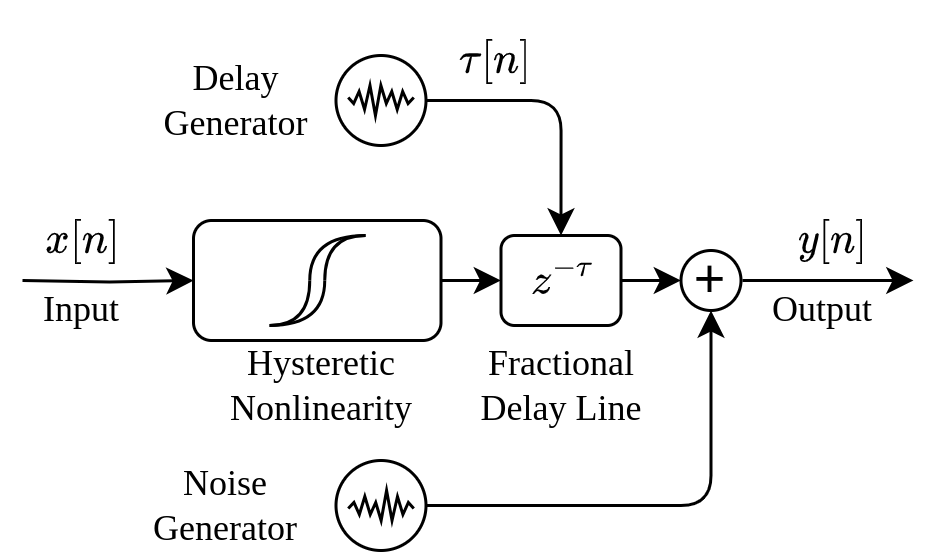 τ[n]
Delay
Generator
x[n]
Input
z^{-τ}
+
y[n]
Output
Hysteretic
Nonlinearity
Fractional
Delay Line
Noise
Generator